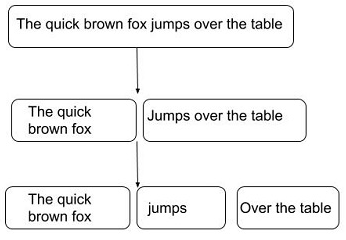 The quick brown fox jumps over the table
The quick
brown fox
Jumps over the table
The quick
brown fox
jumps
Over the table